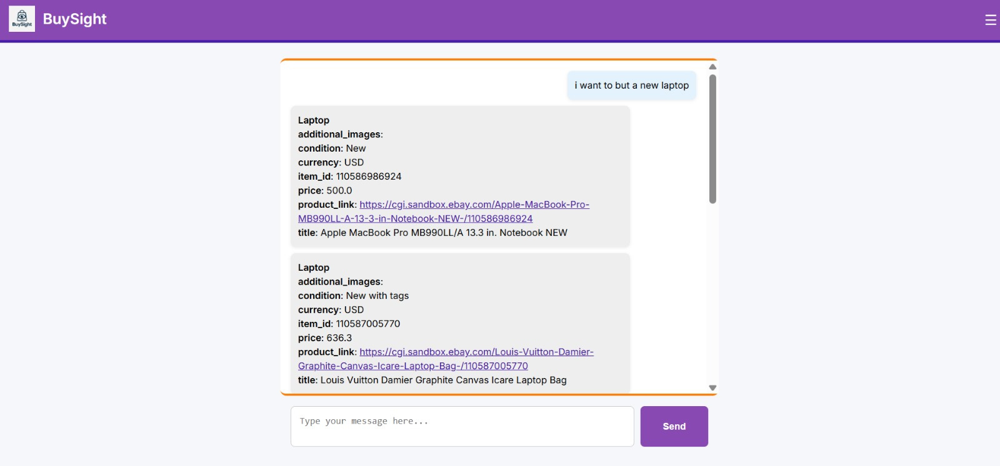 BuySight
BuySight
i want to but a new laptop
Laptop
additional_images:
condition: New
currency: USD
item_id: 110586986924
price: 500.0
product_link: https://cgi.sandbox.ebay.com/Apple-MacBook-Pro-
MB990LL-A-13-3-in-Notebook-NEW-/110586986924
title: Apple MacBook Pro MB990LL/A 13.3 in. Notebook NEW
Laptop
additional_images:
condition: New with tags
currency: USD
item_id: 110587005770
price: 636.3
product_link: https://cgi.sandbox.ebay.com/Louis-Vuitton-Damier-
Graphite-Canvas-Icare-Laptop-Bag-/110587005770
title: Louis Vuitton Damier Graphite Canvas Icare Laptop Bag
Type your message here...
Send